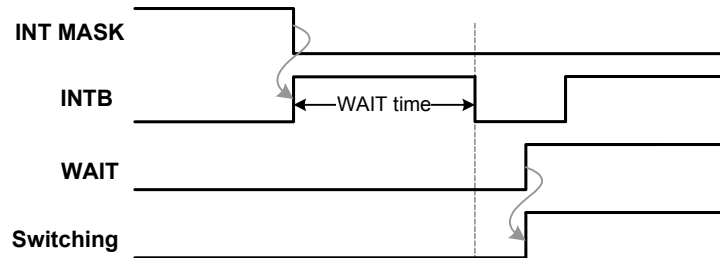 INT MASK
INTB
WAIT time
WAIT
Switching